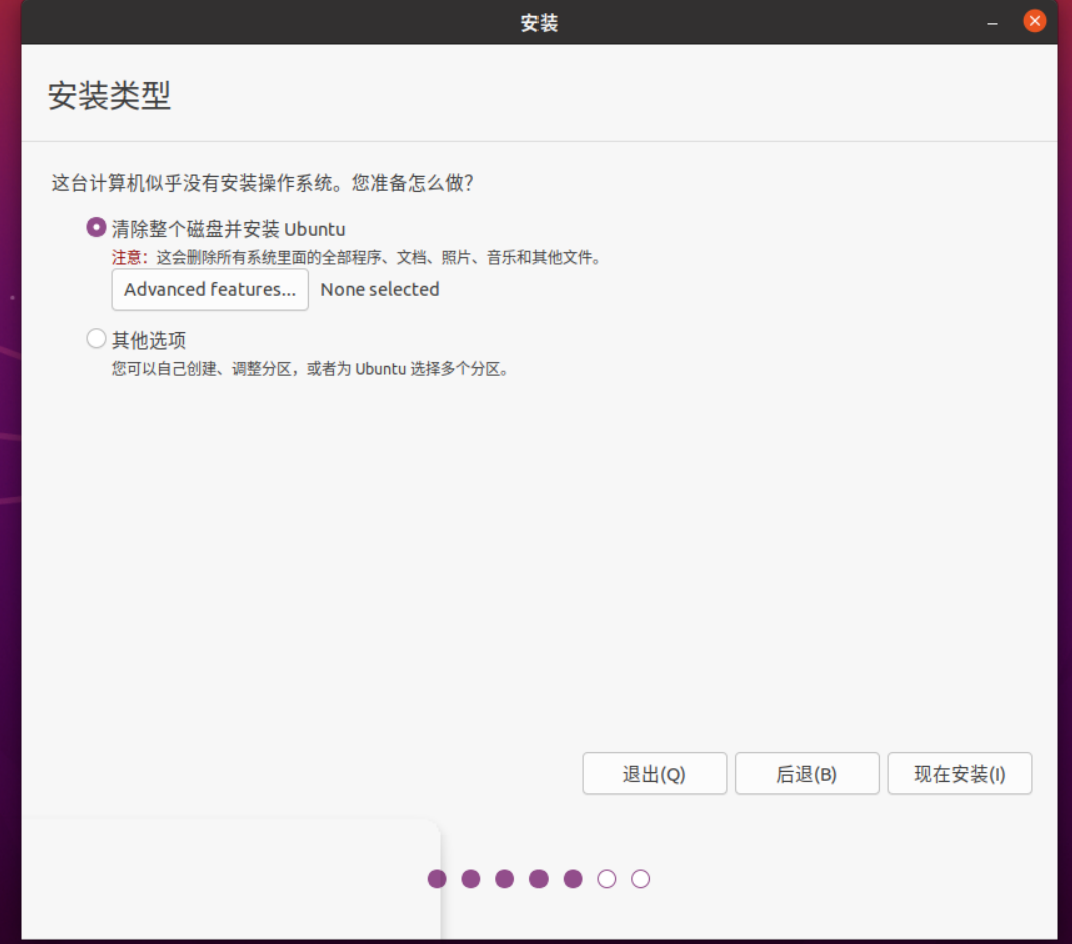 安装
安装类型
这台计算机似乎没有安装操作系统。您准备怎么做?
清除整个磁盘并安装 Ubuntu
注意：这会删除所有系统里面的全部程序、文档、照片、音乐和其他文件。
Advanced features... None selected
其他选项
您可以自己创建、调整分区，或者为 Ubuntu 选择多个分区。
退出(Q) 后退(B) 现在安装(I)